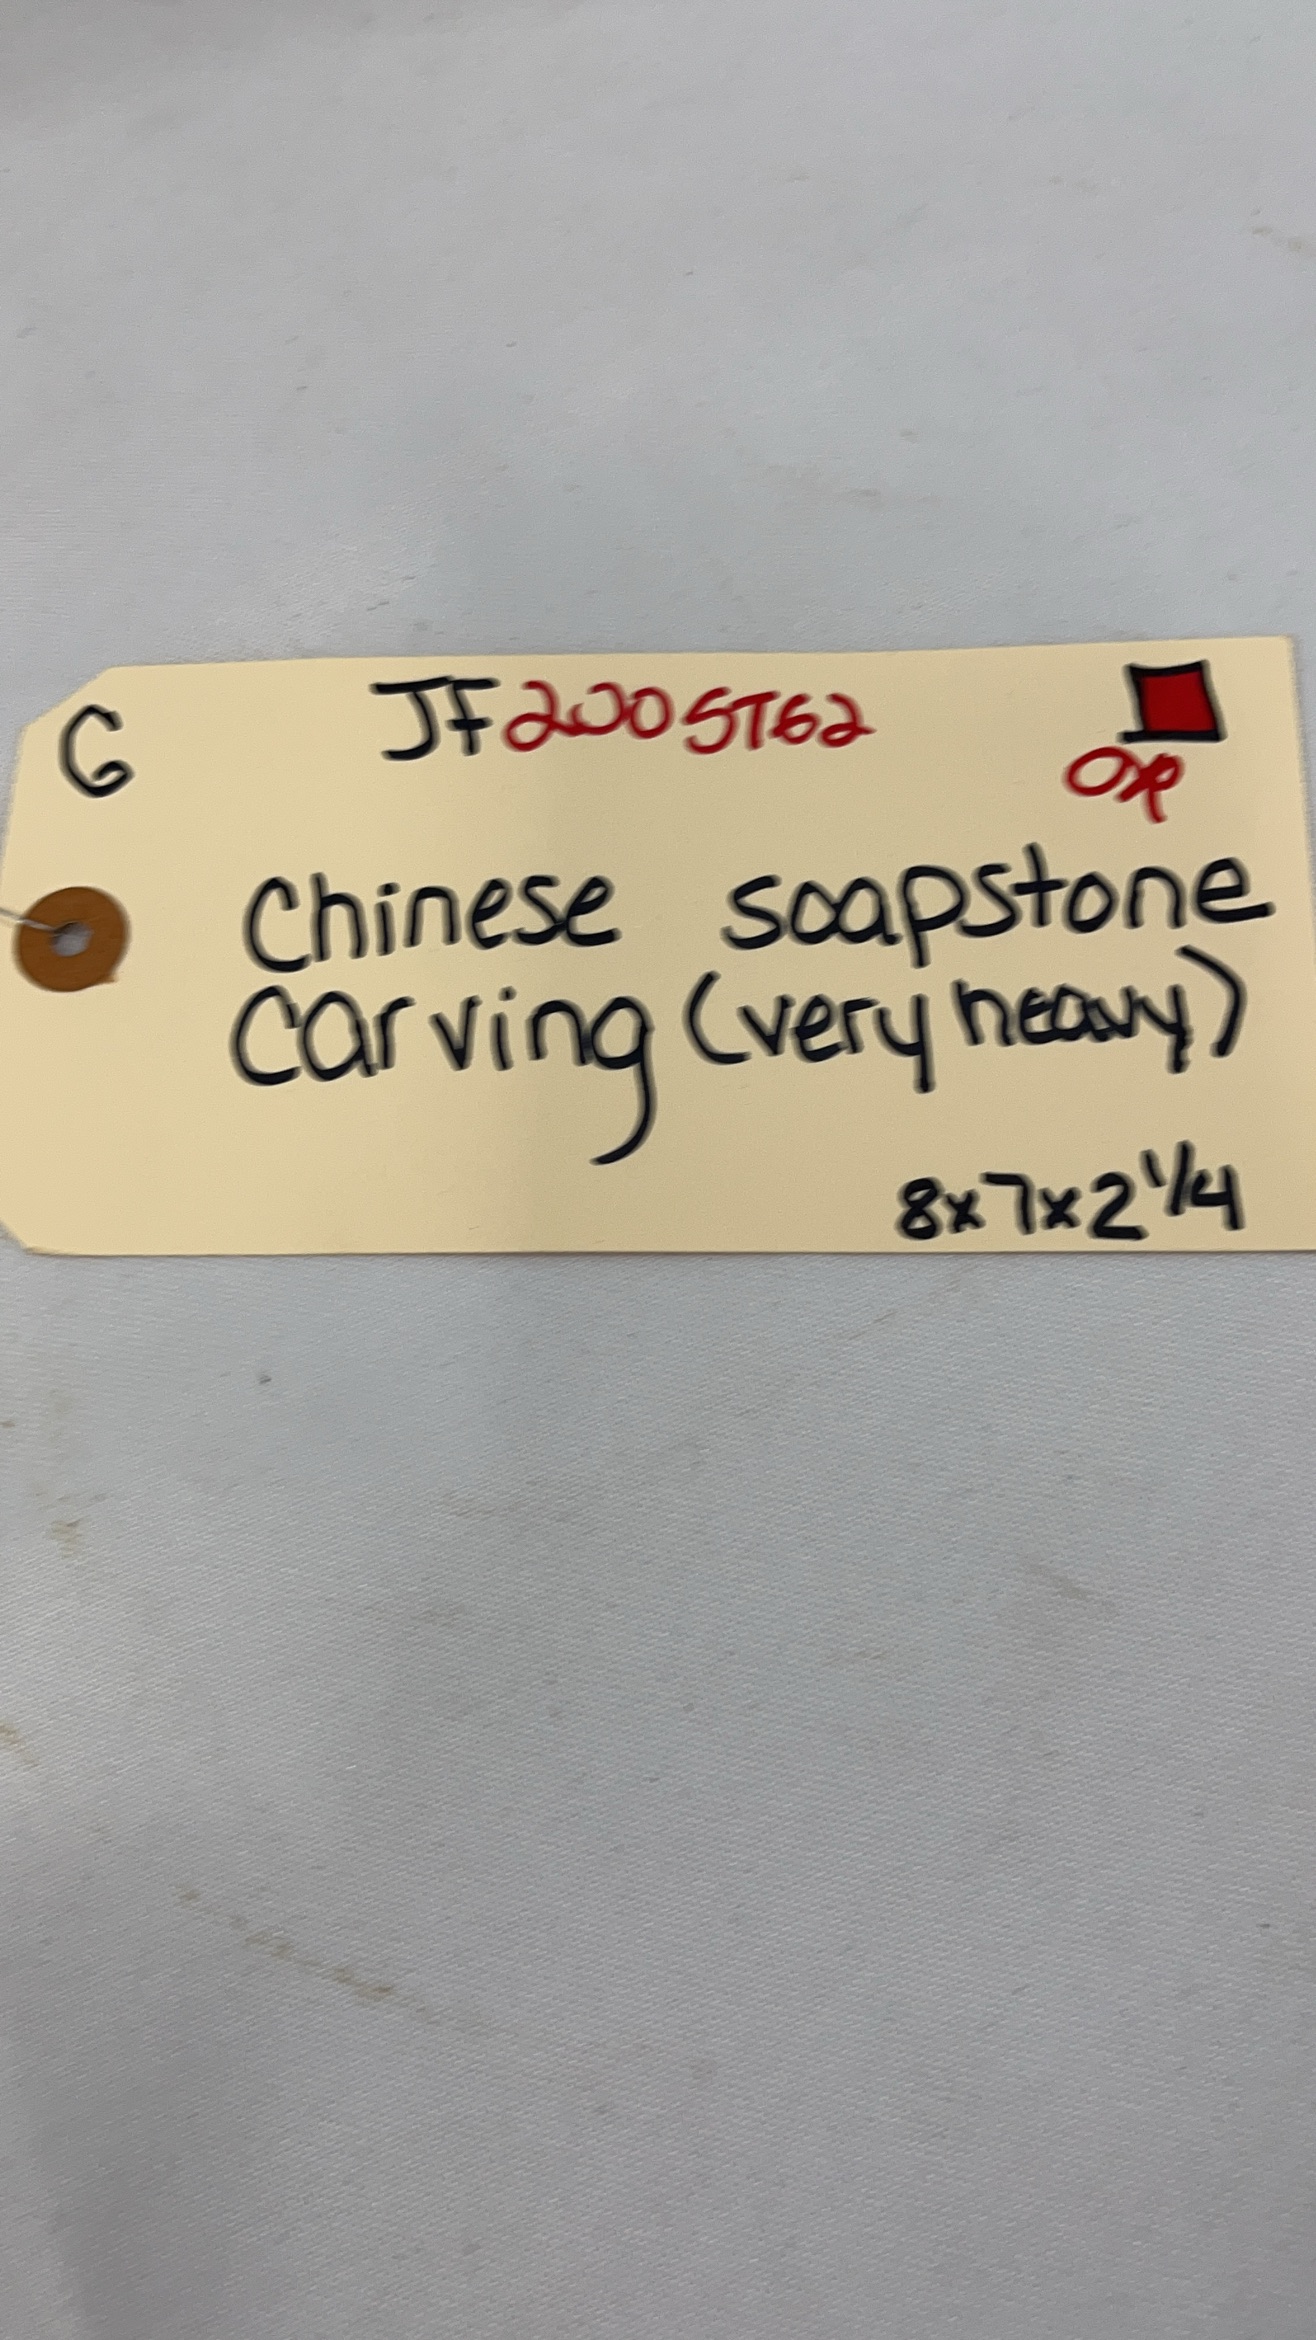 G JF2005T62
OR
Chinese soapstone
Carving (very heavy)
8x7x2 1/4